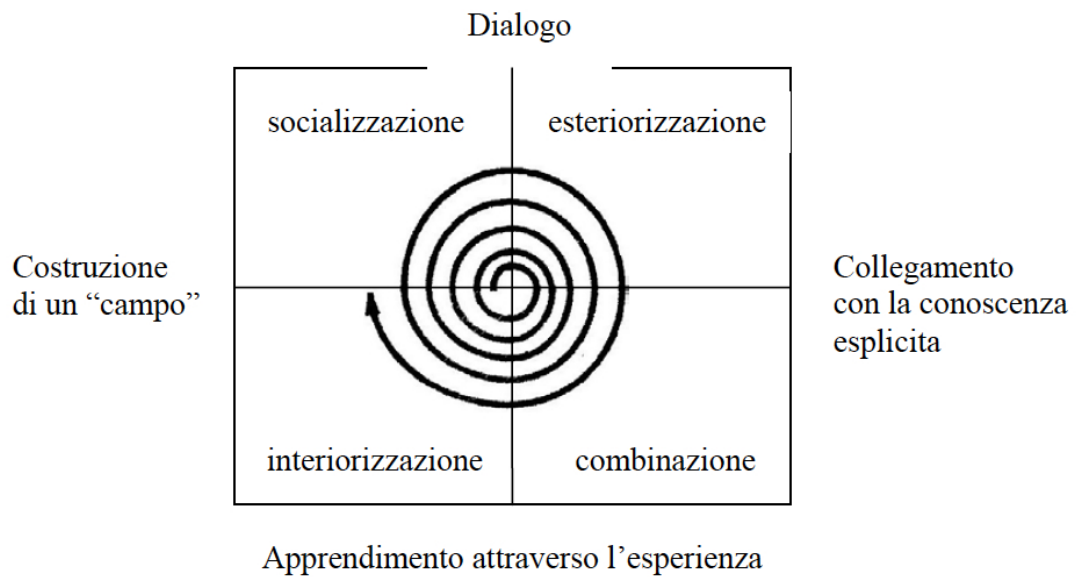 Dialogo
socializzazione
esteriorizzazione
Costruzione
di un “campo”
Collegamento
con la conoscenza
esplicita
interiorizzazione
combinazione
Apprendimento attraverso l’esperienza